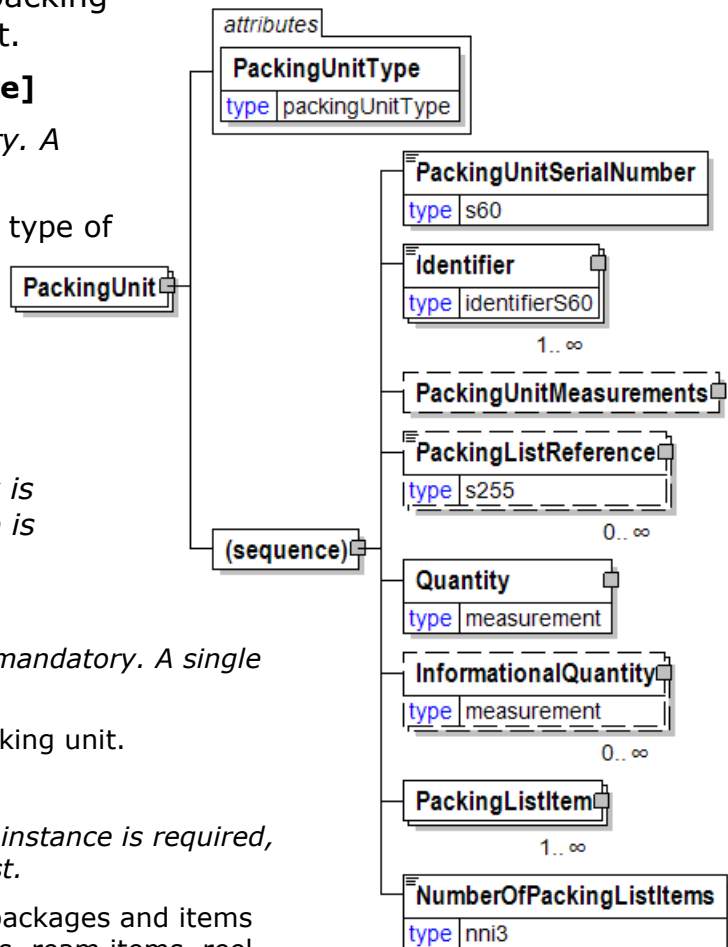 packing
t.
e]
ry. A
type of
is
is
mandatory. A single
king unit.
instance is required,
st.
packages and items
s, ream items, reel
attributes
PackingUnitType
type packingUnitType
PackingUnit
(sequence)
PackingUnitSerialNumber
type s60
Identifier
type identifierS60
1.. ∞
PackingUnitMeasurements
PackingListReference
type s255
0.. ∞
Quantity
type measurement
InformationalQuantity
type measurement
0.. ∞
PackingListItem
1.. ∞
NumberOfPackingListItems
type nni3